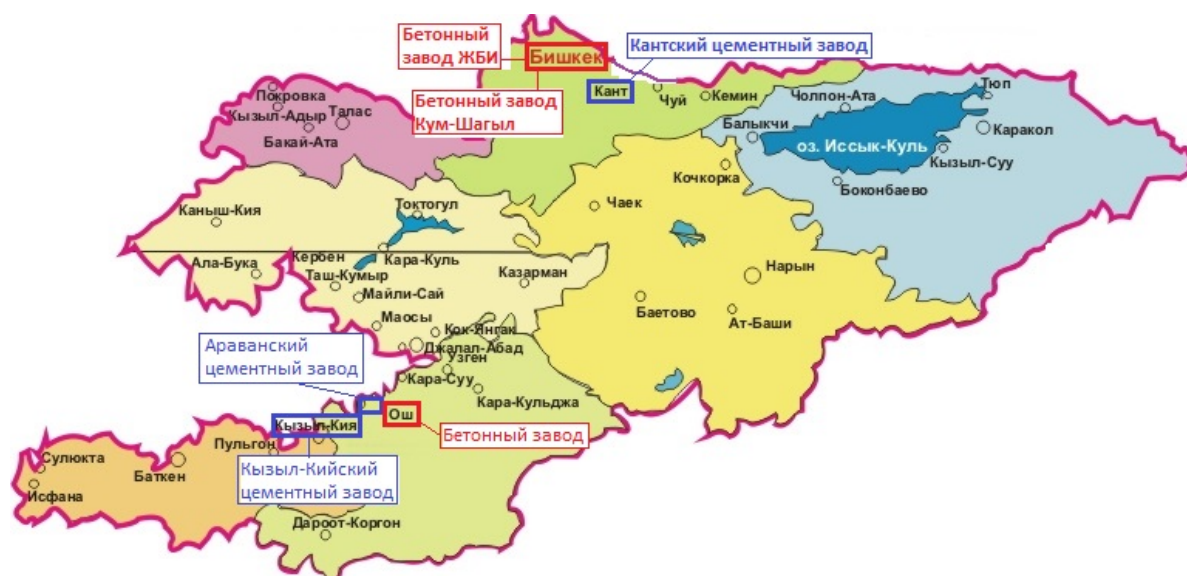 Бетонный
завод ЖБИ
Бишкек
Кантский цементный завод
Бетонный завод
Кум-Шагыл
Кант
Чуй
Кемин
Чолпон-Ата
Тюп
Покровка
Кызыл-Адыр
Талас
Бакай-Ата
Балыкчи
оз. Иссык-Куль
Каракол
Кызыл-Суу
Боконбаево
Кочкорка
Чаек
Каныш-Кия
Токтогул
Ала-Бука
Кербен
Кара-Куль
Таш-Кумыр
Казарман
Майли-Сай
Нарын
Баетово
Ат-Баши
Маосы
Кок-Янгак
Джалал-Абад
Араванский
цементный завод
Узген
Кара-Суу
Кара-Кульджа
Ош
Кызыл-Кия
Бетонный завод
Пульгон
Сулюкта
Баткен
Исфана
Кызыл-Кийский
цементный завод
Дароот-Коргон